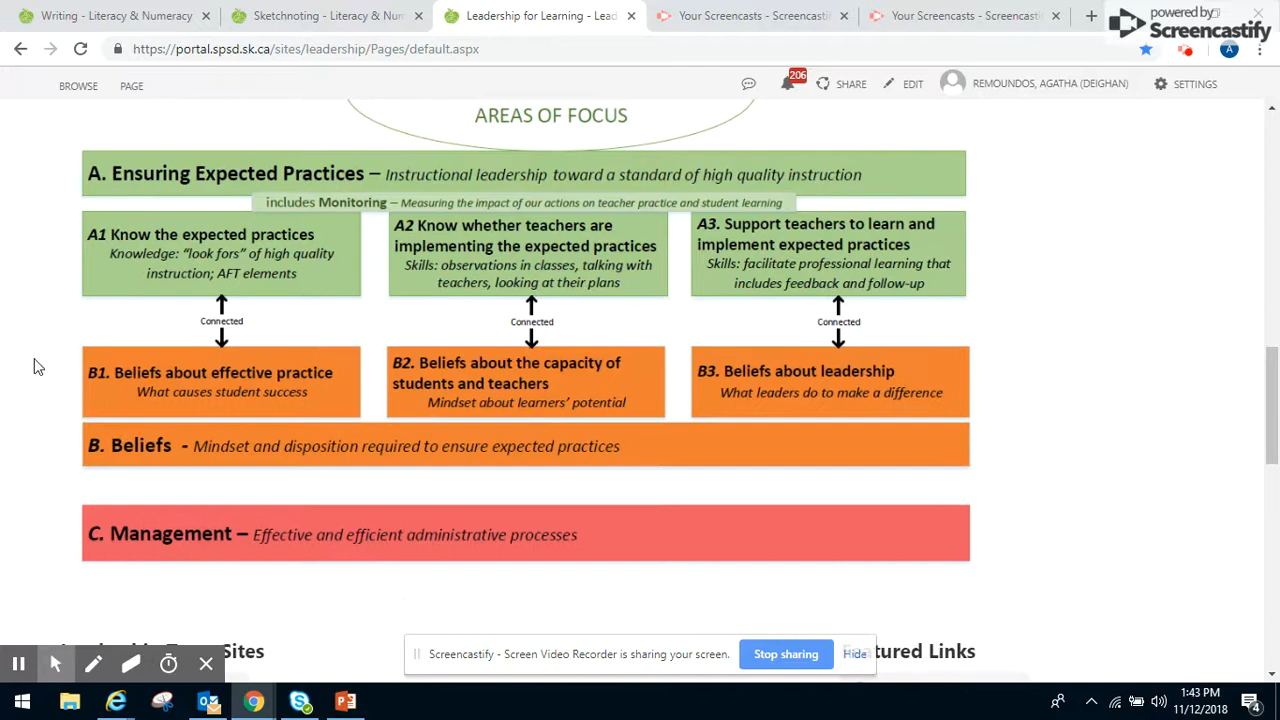 Writing - Literacy & Numeracy
Sketchnoting - Literacy & Nu
Leadership for Learning - Lead
Your Screencasts - Screencastif
Your Screencasts - Screencasti
powered by
Screencastify
https://portal.spsd.sk.ca/sites/leadership/Pages/default.aspx
A
BROWSE
PAGE
206
SHARE
EDIT
REMOUNDOS, AGATHA (DEIGHAN)
SETTINGS
AREAS OF FOCUS
A. Ensuring Expected Practices – Instructional leadership toward a standard of high quality instruction
includes Monitoring – Measuring the impact of our actions on teacher practice and student learning
A1 Know the expected practices
Knowledge: "look fors" of high quality
instruction; AFT elements
A2 Know whether teachers are
implementing the expected practices
Skills: observations in classes, talking with
teachers, looking at their plans
A3. Support teachers to learn and
implement expected practices
Skills: facilitate professional learning that
includes feedback and follow-up
Connected
Connected
Connected
B1. Beliefs about effective practice
What causes student success
B2. Beliefs about the capacity of
students and teachers
Mindset about learners' potential
B3. Beliefs about leadership
What leaders do to make a difference
B. Beliefs - Mindset and disposition required to ensure expected practices
C. Management – Effective and efficient administrative processes
Sites
Screencastify - Screen Video Recorder is sharing your screen.
Stop sharing
Hide
tured Links
1:43 PM
11/12/2018
4